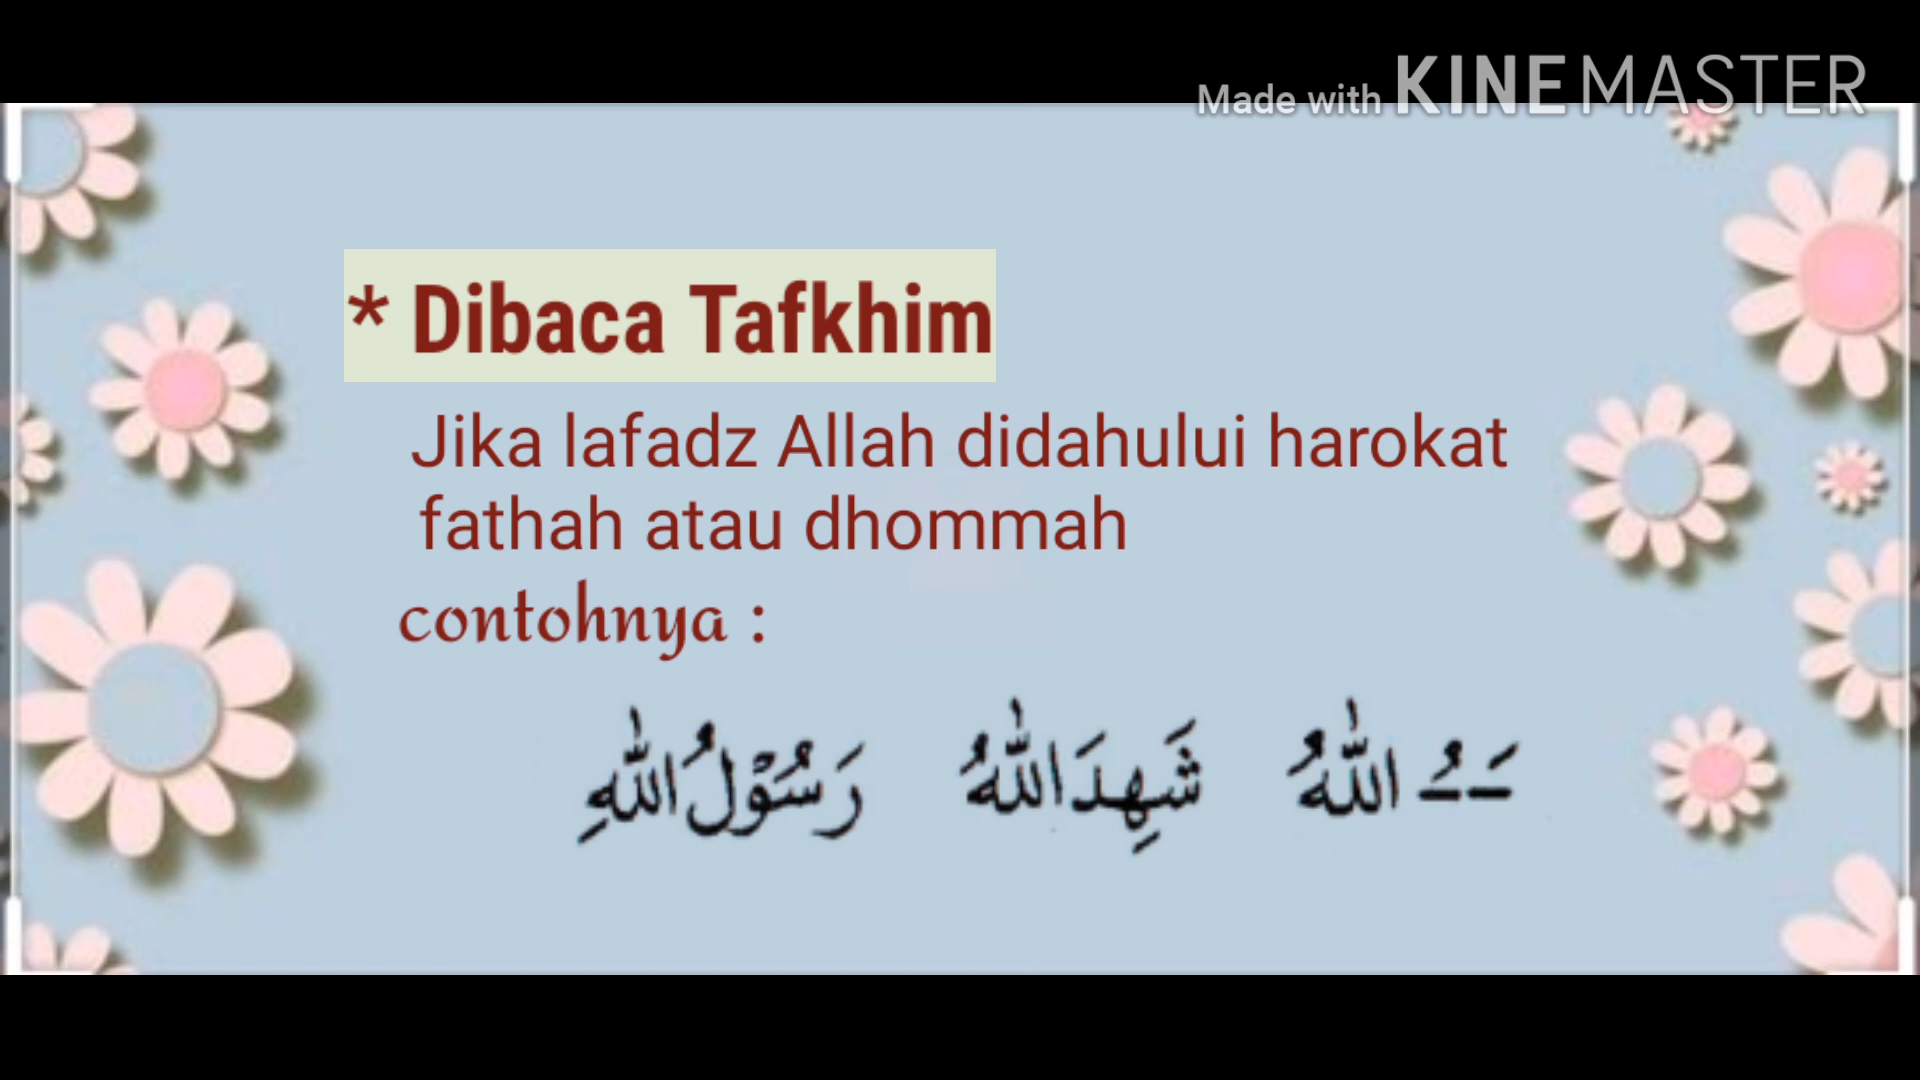 Made with KINEMASTER
* Dibaca Tafkhim
Jika lafadz Allah didahului harokat
fathah atau dhommah
contohnya :
ـَـُ اللّٰهُ شَهِدَاللّٰهُ رَسُوْلُاللّٰهِ